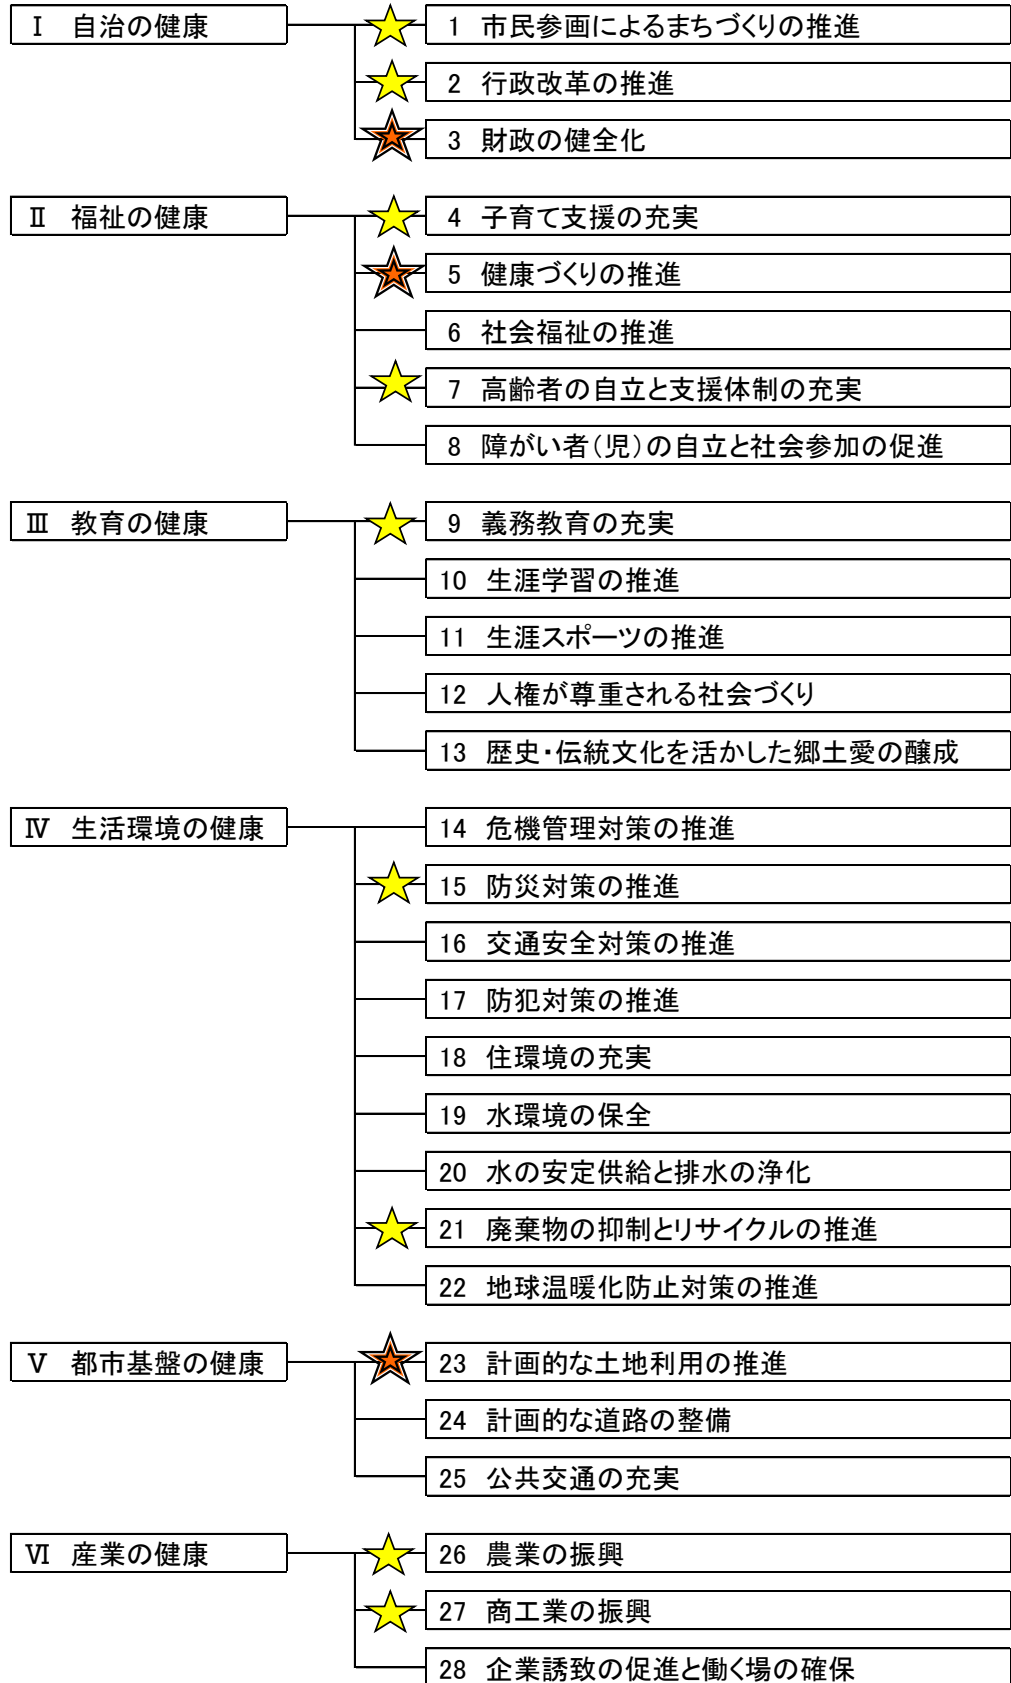 Ⅰ 自治の健康
1 市民参画によるまちづくりの推進
2 行政改革の推進
3 財政の健全化
Ⅱ 福祉の健康
4 子育て支援の充実
5 健康づくりの推進
6 社会福祉の推進
7 高齢者の自立と支援体制の充実
8 障がい者(児)の自立と社会参加の促進
Ⅲ 教育の健康
9 義務教育の充実
10 生涯学習の推進
11 生涯スポーツの推進
12 人権が尊重される社会づくり
13 歴史・伝統文化を活かした郷土愛の醸成
Ⅳ 生活環境の健康
14 危機管理対策の推進
15 防災対策の推進
16 交通安全対策の推進
17 防犯対策の推進
18 住環境の充実
19 水環境の保全
20 水の安定供給と排水の浄化
21 廃棄物の抑制とリサイクルの推進
22 地球温暖化防止対策の推進
Ⅴ 都市基盤の健康
23 計画的な土地利用の推進
24 計画的な道路の整備
25 公共交通の充実
Ⅵ 産業の健康
26 農業の振興
27 商工業の振興
28 企業誘致の促進と働く場の確保